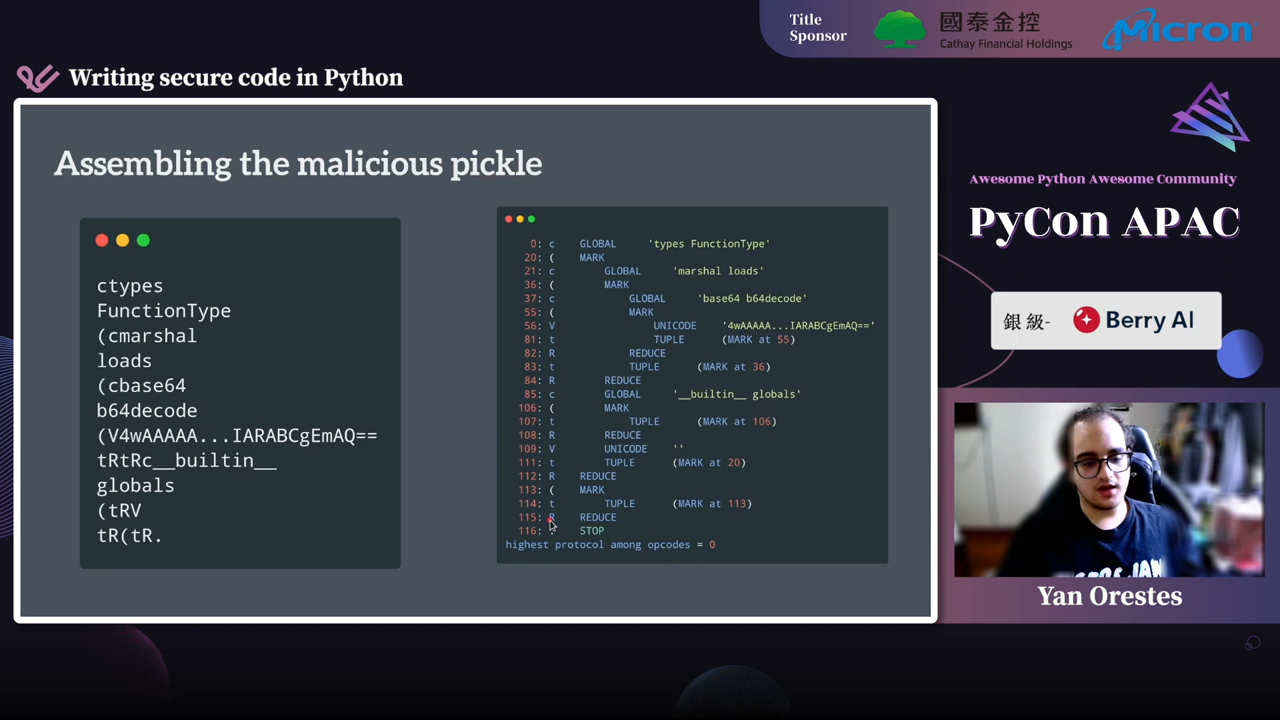 Title
Sponsor
國泰金控
Cathay Financial Holdings
Micron
Writing secure code in Python
Assembling the malicious pickle
ctypes
FunctionType
(cmarshal
loads
(cbase64
b64decode
(V4wAAAAA...IARABCgEmAQ==
tRtRc__builtin__
globals
(tRV
tR(tR.
0: c GLOBAL 'types FunctionType'
20: ( MARK
21: c GLOBAL 'marshal loads'
36: ( MARK
37: c GLOBAL 'base64 b64decode'
55: ( MARK
56: V UNICODE '4wAAAAA...IARABCgEmAQ=='
81: t TUPLE (MARK at 55)
82: R REDUCE
83: t TUPLE (MARK at 36)
84: R REDUCE
85: c GLOBAL '__builtin__ globals'
106: ( MARK
107: t TUPLE (MARK at 106)
108: R REDUCE
109: V UNICODE ''
111: t TUPLE (MARK at 20)
112: R REDUCE
113: ( MARK
114: t TUPLE (MARK at 113)
115: R REDUCE
116: . STOP
highest protocol among opcodes = 0
Awesome Python Awesome Community
PyCon APAC
銀級-
Berry AI
Yan Orestes